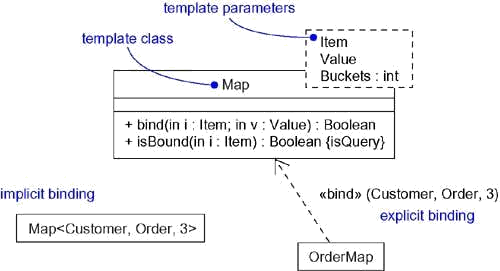 template parameters
template class
Item
Value
Buckets : int
Map
+ bind(in i : Item; in v : Value) : Boolean
+ isBound(in i : Item) : Boolean {isQuery}
implicit binding
Map<Customer, Order, 3>
«bind» (Customer, Order, 3)
explicit binding
OrderMap